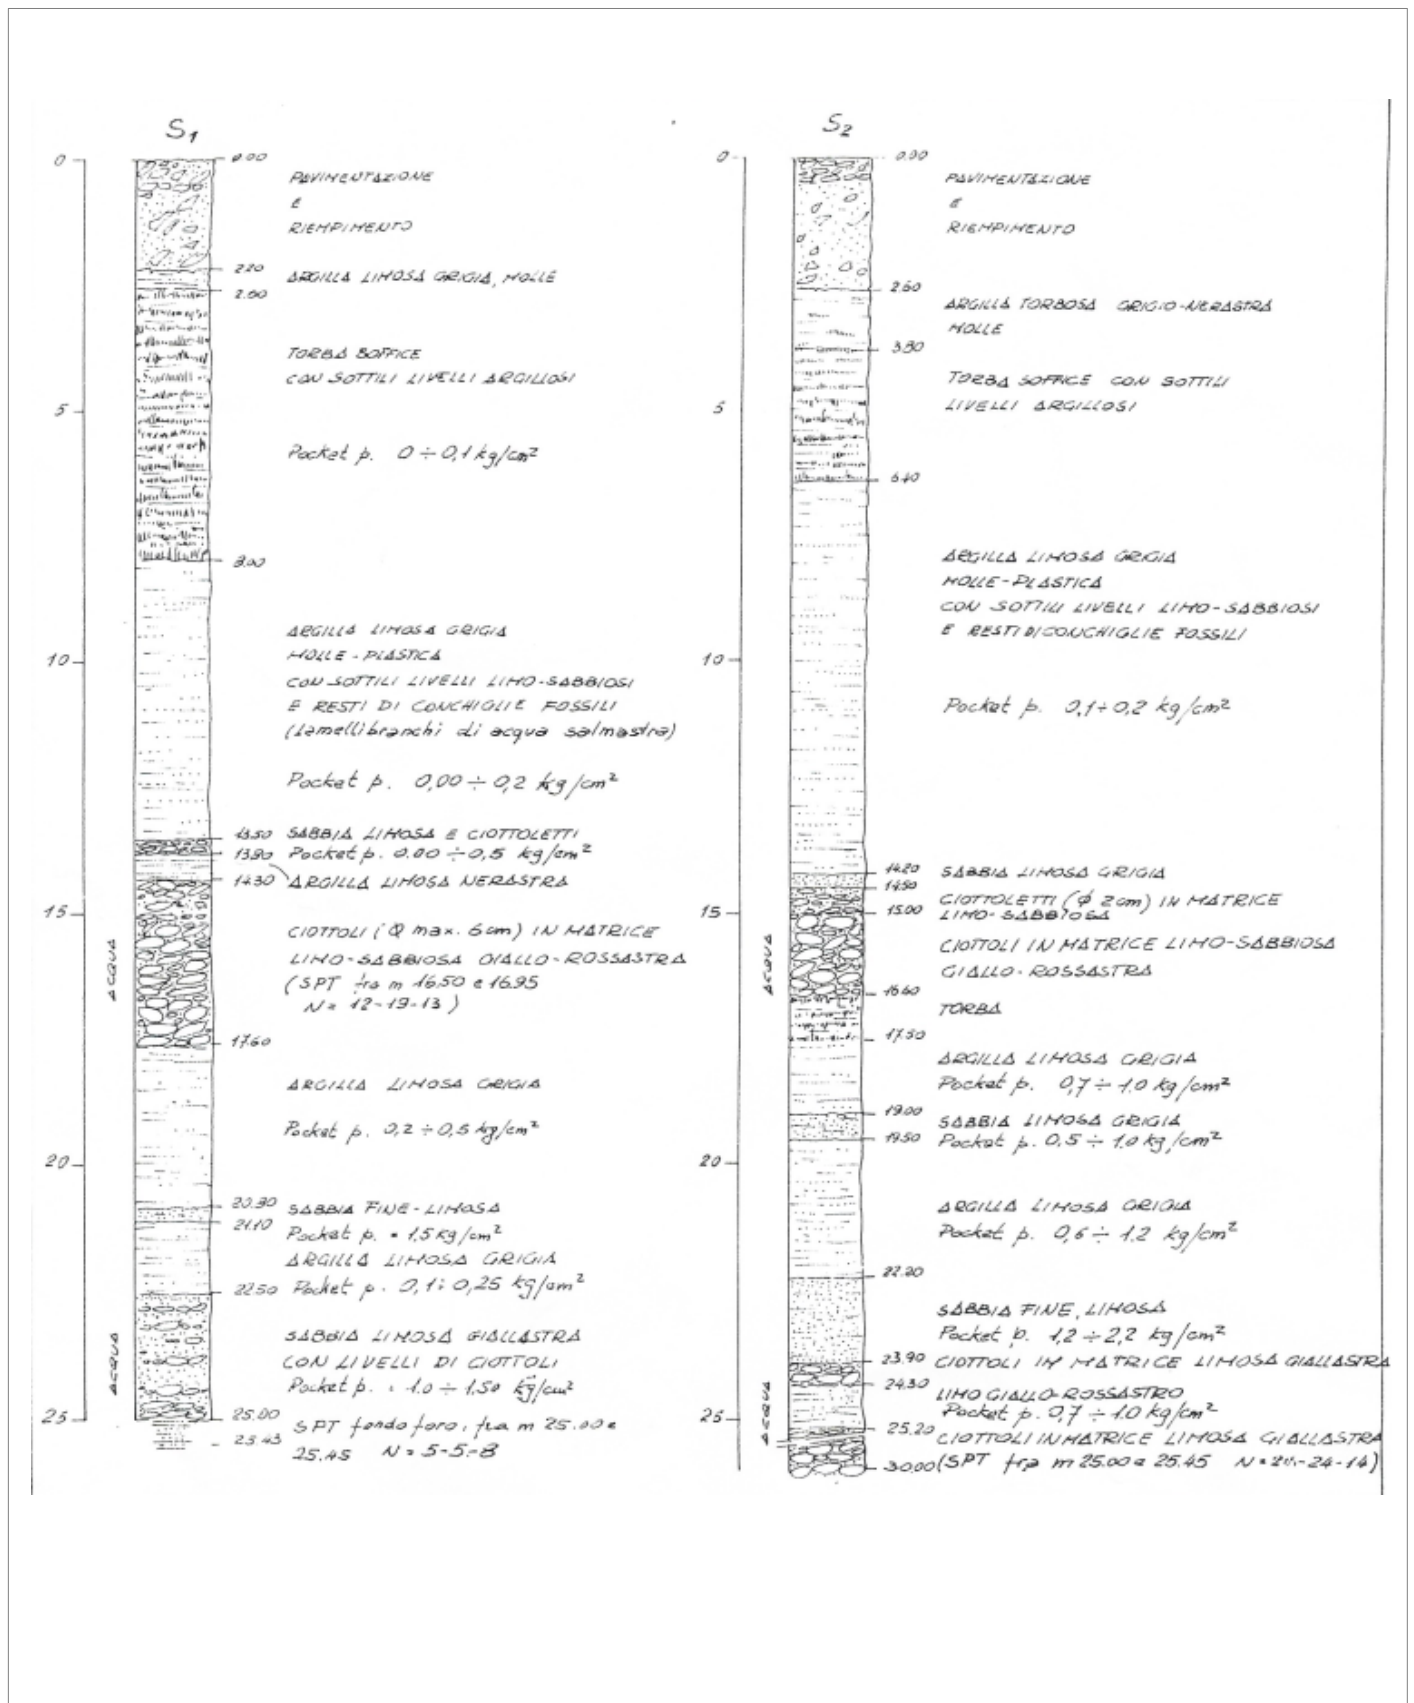 S1
0
0.00
PAVIMENTAZIONE
E
RIEMPIMENTO
2.20
ARGILLA LIMOSA GRIGIA, MOLLE
2.60
TORBA SOFFICE
CON SOTTILI LIVELLI ARGILLOSI
5
Pocket p. 0 ÷ 0,1 kg/cm²
8.00
ARGILLA LIMOSA GRIGIA
MOLLE-PLASTICA
10
CON SOTTILI LIVELLI LIMO-SABBIOSI
E RESTI DI CONCHIGLIE FOSSILI
(Lamellibranchi di acqua salmastra)
Pocket p. 0,00 ÷ 0,2 kg/cm²
13.50 SABBIA LIMOSA E CIOTTOLETTI
13.80 Pocket p. 0.00 ÷ 0,5 kg/cm²
14.30 ARGILLA LIMOSA NERASTRA
15
CIOTTOLI (Ø max. 6cm) IN MATRICE
LIMO-SABBIOSA GIALLO-ROSSASTRA
(SPT fra m 16.50 e 16.95
N = 12-19-13)
ACQUA
17.60
ARGILLA LIMOSA GRIGIA
Pocket p. 0,2 ÷ 0,5 kg/cm²
20
20.80 SABBIA FINE-LIMOSA
21.10
Pocket p. = 1,5 kg/cm²
ARGILLA LIMOSA GRIGIA
22.50 Pocket p. 0,1 ÷ 0,25 kg/cm²
SABBIA LIMOSA GIALLASTRA
CON LIVELLI DI CIOTTOLI
Pocket p. = 1.0 ÷ 1.50 kg/cm²
ACQUA
25
25.00
SPT fondo foro, fra m 25.00 e
25.45
25.45 N = 5-5-8
S2
0
0.00
PAVIMENTAZIONE
E
RIEMPIMENTO
2.60
ARGILLA TORBOSA GRIGIO-NERASTRA
MOLLE
3.80
TORBA SOFFICE CON SOTTILI
5
LIVELLI ARGILLOSI
6.40
ARGILLA LIMOSA GRIGIA
MOLLE-PLASTICA
CON SOTTILI LIVELLI LIMO-SABBIOSI
E RESTI DI CONCHIGLIE FOSSILI
10
Pocket p. 0,1 ÷ 0,2 kg/cm²
14.20 SABBIA LIMOSA GRIGIA
14.50
CIOTTOLETTI (Ø 2cm) IN MATRICE
15
15.00 LIMO-SABBIOSA
CIOTTOLI IN MATRICE LIMO-SABBIOSA
GIALLO-ROSSASTRA
ACQUA
16.60
TORBA
17.50
ARGILLA LIMOSA GRIGIA
Pocket p. 0,7 ÷ 1.0 kg/cm²
19.00
SABBIA LIMOSA GRIGIA
19.50 Pocket p. 0.5 ÷ 1.0 kg/cm²
20
ARGILLA LIMOSA GRIGIA
Pocket p. 0,6 ÷ 1.2 kg/cm²
22.20
SABBIA FINE, LIMOSA
Pocket p. 1,2 ÷ 2,2 kg/cm²
23.90 CIOTTOLI IN MATRICE LIMOSA GIALLASTRA
24.30
LIMO GIALLO-ROSSASTRO
Pocket p. 0,7 ÷ 1.0 kg/cm²
ACQUA
25
25.20 CIOTTOLI IN MATRICE LIMOSA GIALLASTRA
30.00 (SPT fra m 25.00 a 25.45 -24-14)